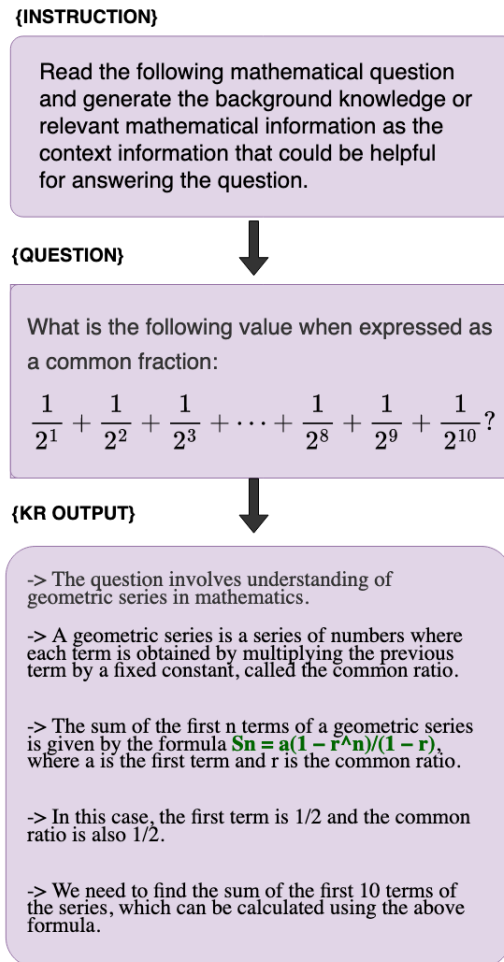 {INSTRUCTION}
Read the following mathematical question
and generate the background knowledge or
relevant mathematical information as the
context information that could be helpful
for answering the question.
{QUESTION}
What is the following value when expressed as
a common fraction:
1/2^1 + 1/2^2 + 1/2^3 + ⋯ + 1/2^8 + 1/2^9 + 1/2^10 ?
{KR OUTPUT}
-> The question involves understanding of
geometric series in mathematics.
-> A geometric series is a series of numbers where
each term is obtained by multiplying the previous
term by a fixed constant, called the common ratio.
-> The sum of the first n terms of a geometric series
is given by the formula Sn = a(1 − r^n)/(1 − r),
where a is the first term and r is the common ratio.
-> In this case, the first term is 1/2 and the common
ratio is also 1/2.
-> We need to find the sum of the first 10 terms of
the series, which can be calculated using the above
formula.